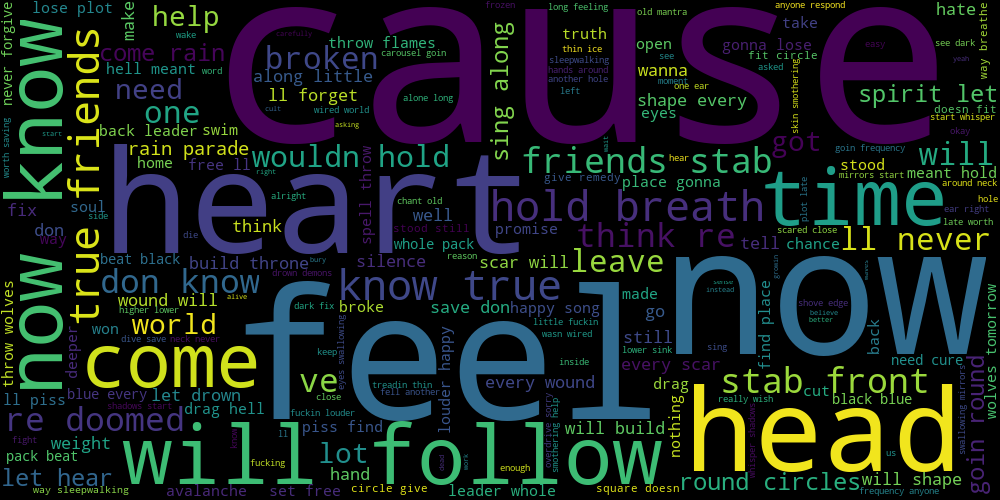 cause
feel
now
heart
head
know
now know
time
come
will follow
true friends
know true
friends stab
stab front
hold breath
think re
don know
re doomed
ll never
wouldn hold
broken
help
one
need
world
leave
ve
lot
got
will
goin round
round circles
spirit let
sing along
come rain
rain parade
hate
make
lose plot
never forgive
hell meant
word
wake
throw flames
along little
ll forget
carefully
carousel goin
frozen
long feeling
old mantra
anyone respond
truth
thin ice
sleepwalking
hands around
another hole
left
open
see
moment
wanna
gonna lose
asked
take
fit circle
easy
see dark
yeah
way breathe
doesn fit
start whisper
okay
shape every
eyes
one ear
skin smothering
alone long
wired world
cult
asking
back leader
swim
worth saving
start
home
free ll
right
fix
soul
side
don
way
beat black
die
think
alright
spell throw
chant old
well
stood still
whole pack
reason
silence
promise
give remedy
place gonna
hear
wait
tell
chance
scared close
plot late
stood
mirrors start
goin frequency
meant hold
around neck
hole
ear right
late worth
build throne
drown demons
bury
scar will
wound will
higher lower
alive
dark fix
broke
save don
happy song
made
go
still
find place
shove edge
believe
better
sing
instead
back
tomorrow
need cure
throw wolves
wolves tomorrow
won
deeper
dive save
neck never
keep
eyes swallowing
little fuckin
wasn wired
lower sink
every scar
louder happy
inside
close
treadin thin
fell another
every wound
drag
really wish
cut
black blue
swallowing mirrors
ll piss
blue every
let drown
shadows start
drag hell
fuckin louder
piss find
overdrive sorry
smothering help
will build
nothing
whisper shadows
us
will shape
fight
weight
know
ll
hand
dead
work
enough
pack beat
let hear
fucking
way sleepwalking
avalanche
set free
circle give
leader whole
square doesn
frequency anyone